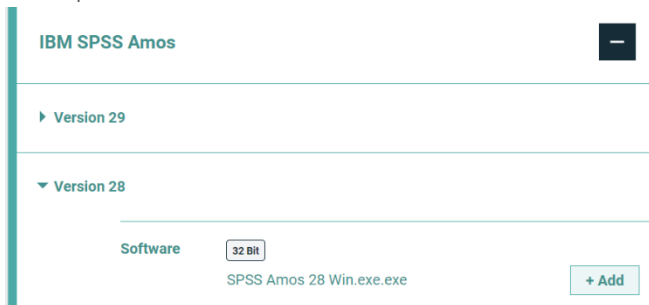 IBM SPSS Amos
Version 29
Version 28
Software 32 Bit
SPSS Amos 28 Win.exe.exe + Add